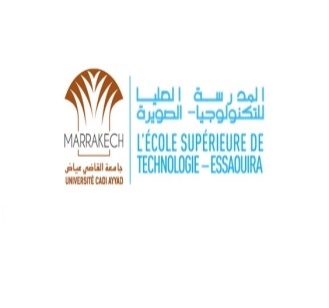 MARRAKECH
جامعة القاضي عياض
UNIVERSITÉ CADI AYYAD
المدرسة العليا
للتكنولوجيا - الصويرة
L'ÉCOLE SUPÉRIEURE DE
TECHNOLOGIE – ESSAOUIRA